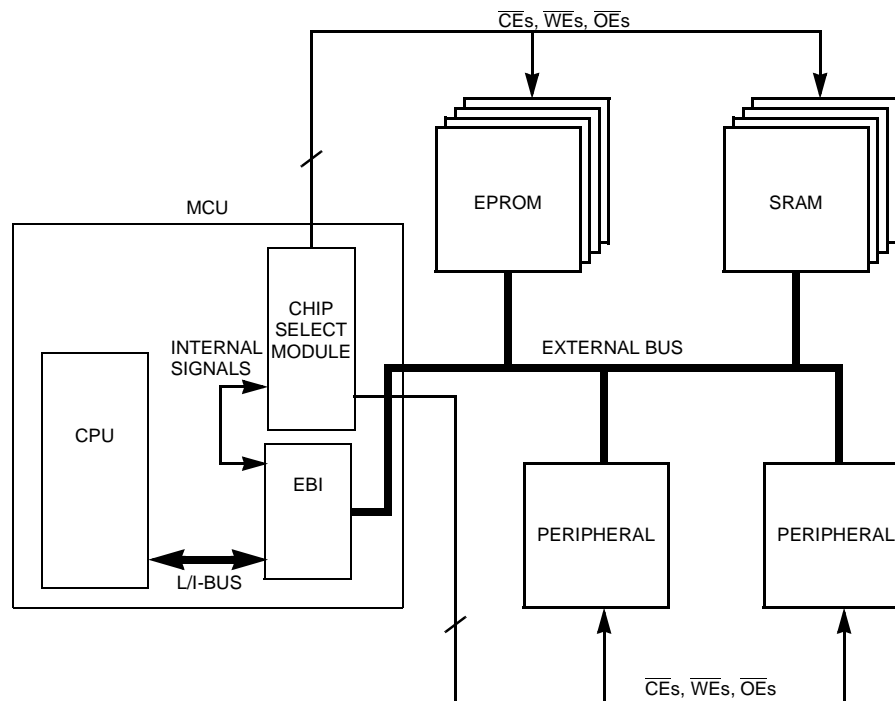 CEs, WEs, OEs
EPROM
SRAM
MCU
CHIP
SELECT
MODULE
INTERNAL
SIGNALS
EXTERNAL BUS
CPU
EBI
L/I-BUS
PERIPHERAL
PERIPHERAL
CEs, WEs, OEs